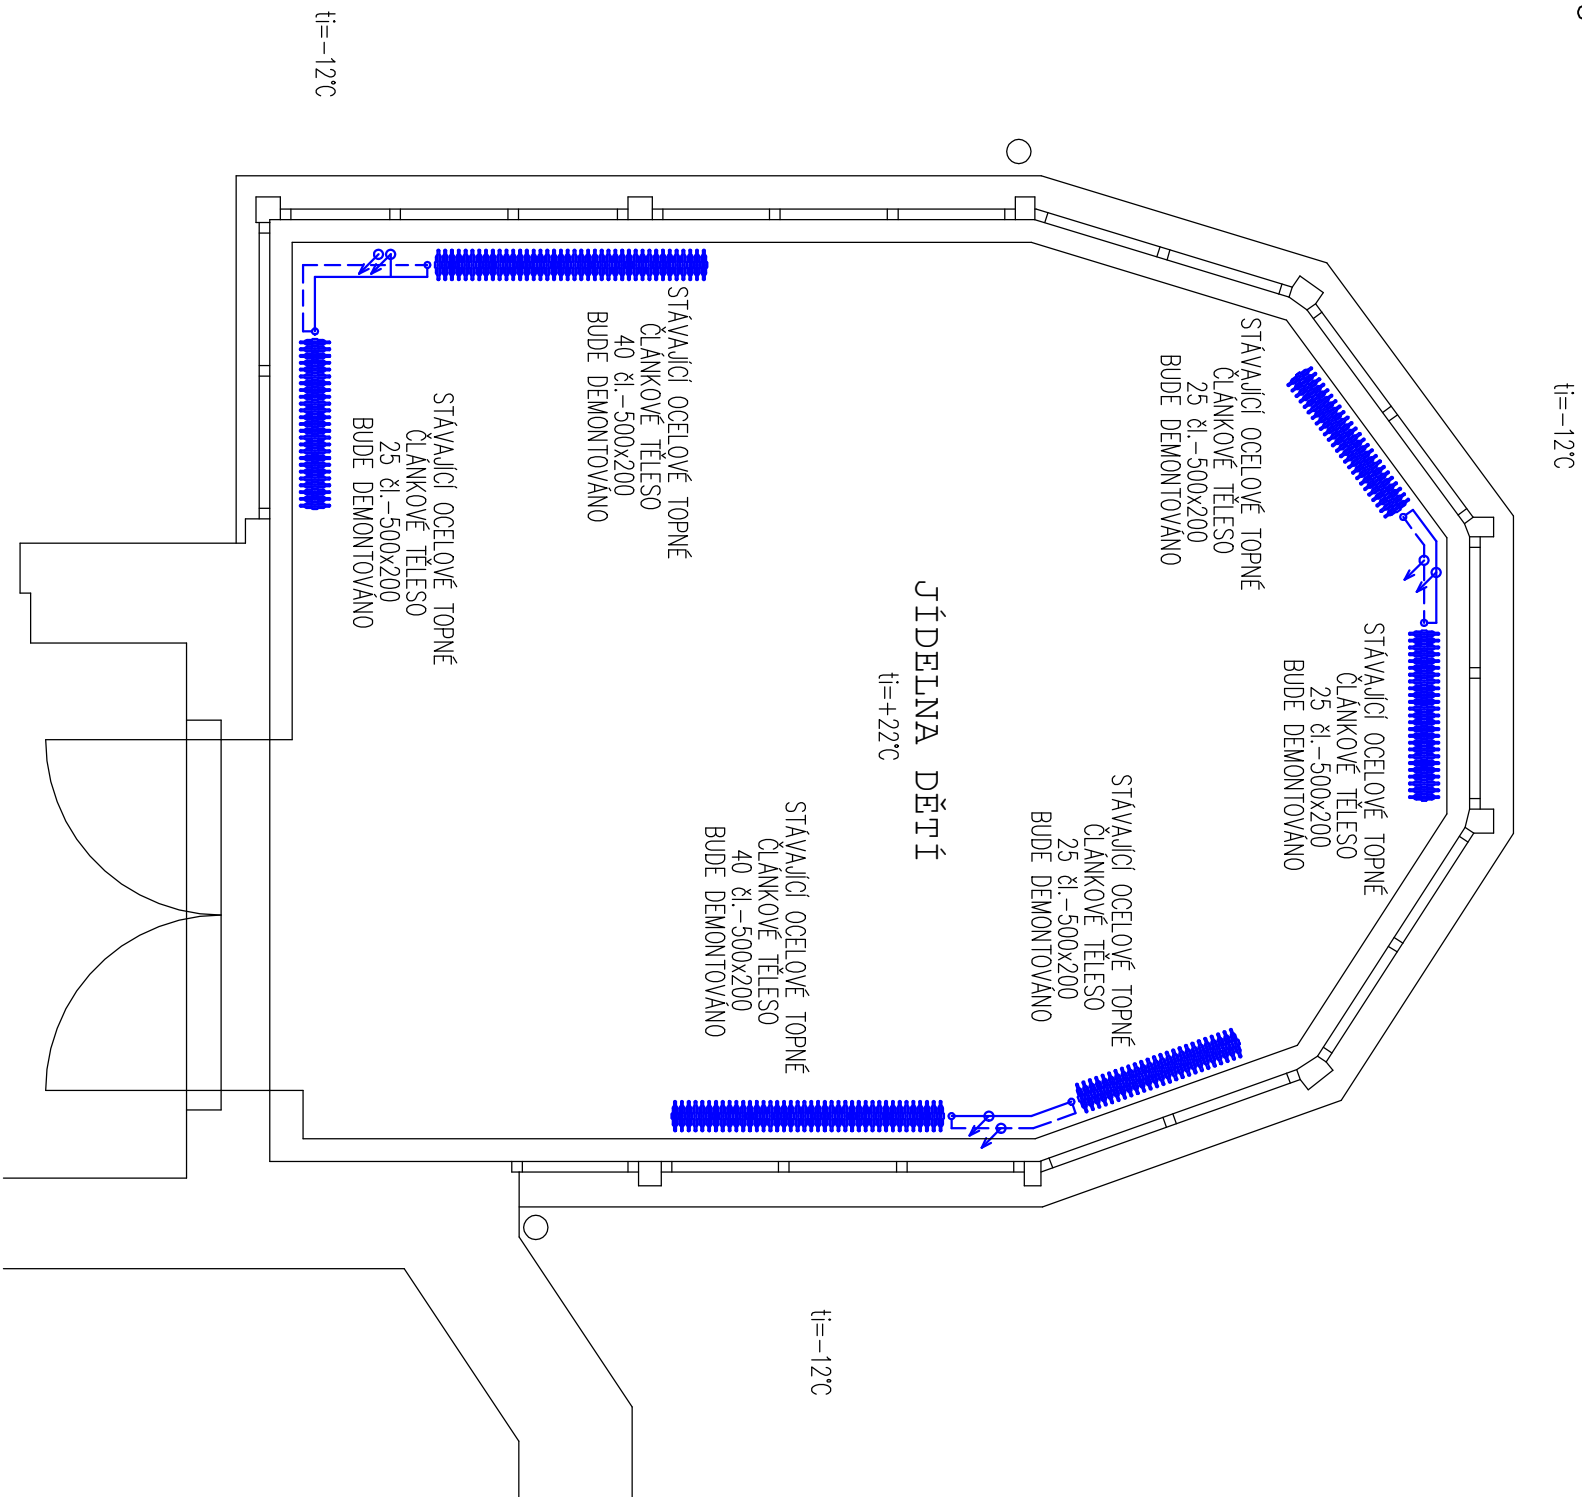 ti=-12°C
ti=-12°C
STÁVAJÍCÍ OCELOVÉ TOPNÉ
ČLÁNKOVÉ TĚLESO
40 čl.-500x200
BUDE DEMONTOVÁNO
STÁVAJÍCÍ OCELOVÉ TOPNÉ
ČLÁNKOVÉ TĚLESO
25 čl.-500x200
BUDE DEMONTOVÁNO
STÁVAJÍCÍ OCELOVÉ TOPNÉ
ČLÁNKOVÉ TĚLESO
25 čl.-500x200
BUDE DEMONTOVÁNO
STÁVAJÍCÍ OCELOVÉ TOPNÉ
ČLÁNKOVÉ TĚLESO
25 čl.-500x200
BUDE DEMONTOVÁNO
JÍDELNA DĚTÍ
ti=+22°C
STÁVAJÍCÍ OCELOVÉ TOPNÉ
ČLÁNKOVÉ TĚLESO
25 čl.-500x200
BUDE DEMONTOVÁNO
STÁVAJÍCÍ OCELOVÉ TOPNÉ
ČLÁNKOVÉ TĚLESO
40 čl.-500x200
BUDE DEMONTOVÁNO
ti=-12°C